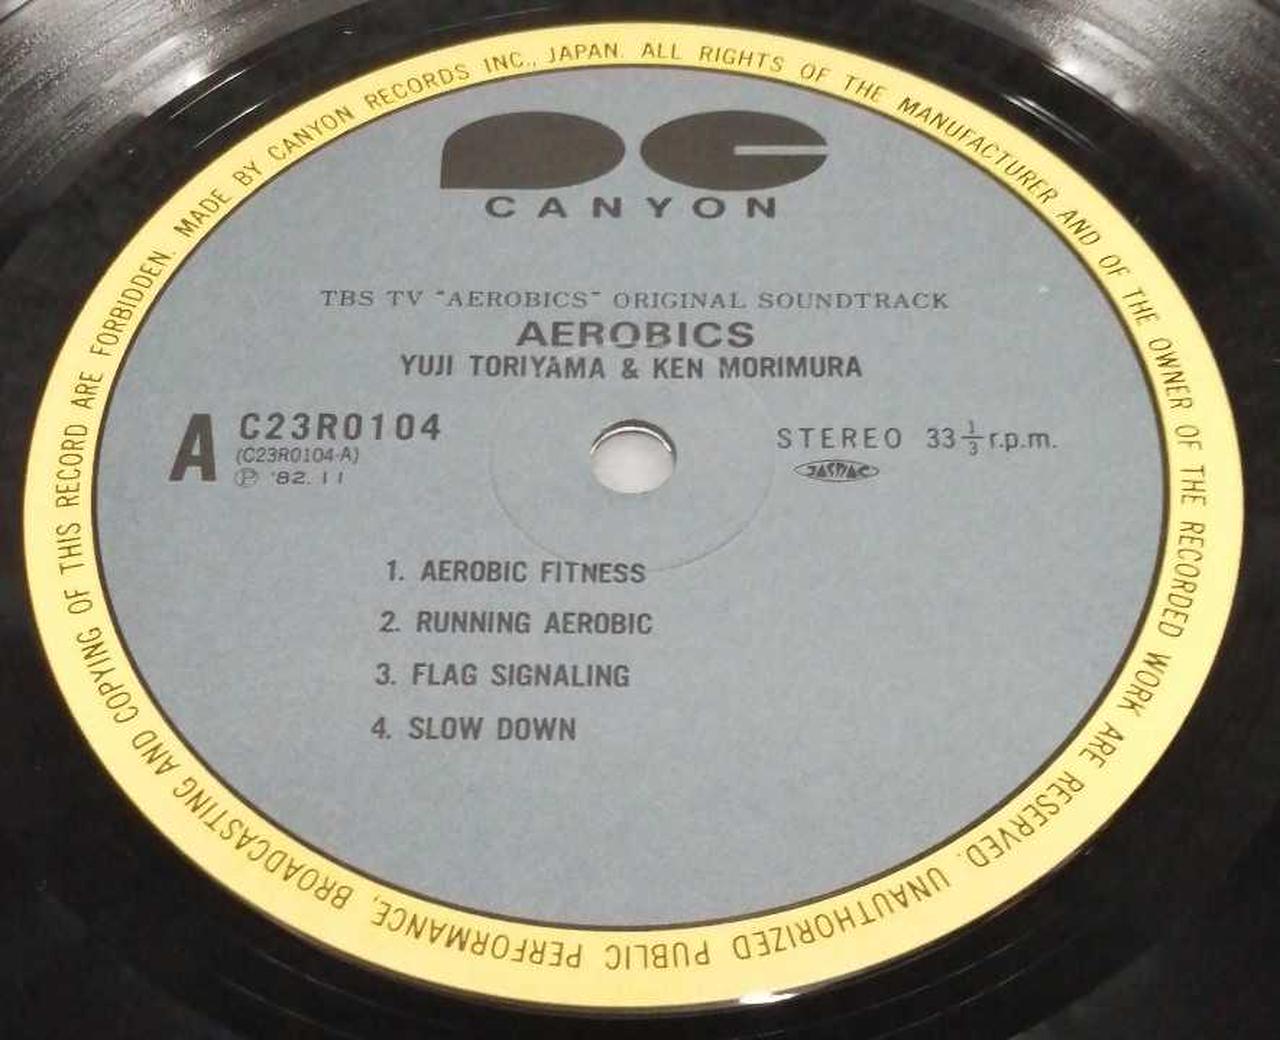 MADE BY CANYON RECORDS INC., JAPAN. ALL RIGHTS OF THE MANUFACTURER AND OF THE OWNER OF THE RECORDED WORK ARE RESERVED. UNAUTHORIZED PUBLIC PERFORMANCE, BROADCASTING AND COPYING OF THIS RECORD ARE FORBIDDEN.
CANYON
TBS TV "AEROBICS" ORIGINAL SOUNDTRACK
AEROBICS
YUJI TORIYAMA & KEN MORIMURA
A C23R0104
(C23R0104-A)
℗ '82. 11
STEREO 33 1/3 r.p.m.
JASRAC
1. AEROBIC FITNESS
2. RUNNING AEROBIC
3. FLAG SIGNALING
4. SLOW DOWN